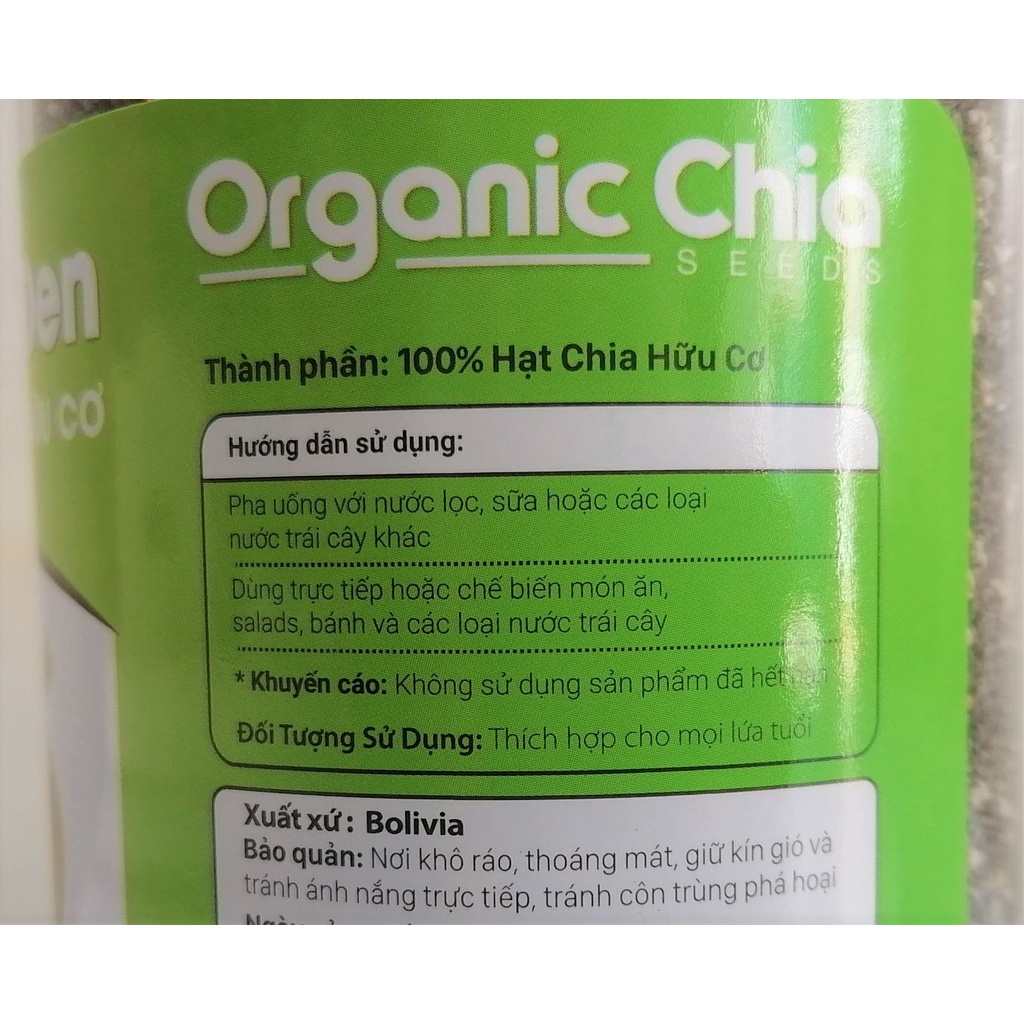 Organic Chia
SEEDS
Thành phần: 100% Hạt Chia Hữu Cơ
Hướng dẫn sử dụng:
Pha uống với nước lọc, sữa hoặc các loại
nước trái cây khác
Dùng trực tiếp hoặc chế biến món ăn,
salads, bánh và các loại nước trái cây
* Khuyến cáo: Không sử dụng sản phẩm đã hết hạn
Đối Tượng Sử Dụng: Thích hợp cho mọi lứa tuổi
Xuất xứ: Bolivia
Bảo quản: Nơi khô ráo, thoáng mát, giữ kín gió và
tránh ánh nắng trực tiếp, tránh côn trùng phá hoại
cơ